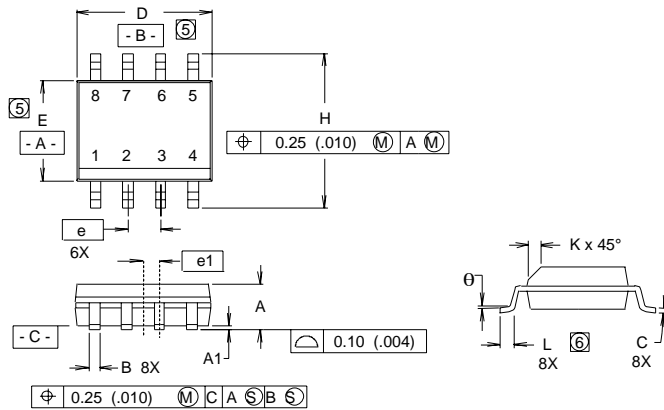 D
- B -
5
8 7 6 5
5
E
- A -
H
⌖ 0.25 (.010) Ⓜ A Ⓜ
1 2 3 4
e
6X
e1
K x 45°
θ
A
- C -
A1
⌓ 0.10 (.004)
L
6
C
8X
8X
B 8X
⌖ 0.25 (.010) Ⓜ C A Ⓢ B Ⓢ